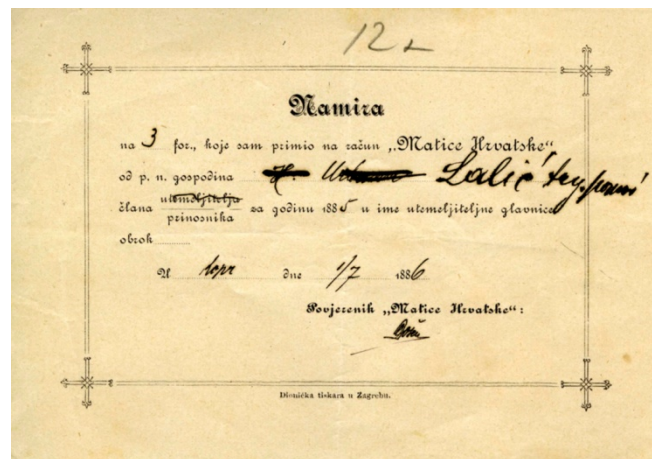 12
Namira
na 3 for., koje sam primio na račun „Matice Hrvatske“
od p. n. gospodina Lalić
člana utemeljitelja
prinosnika za godinu 1885 u ime utemeljiteljne glavnice
obrok
U dne 1/7 1886
Povjerenik „Matice Hrvatske“:
Dionička tiskara u Zagrebu.